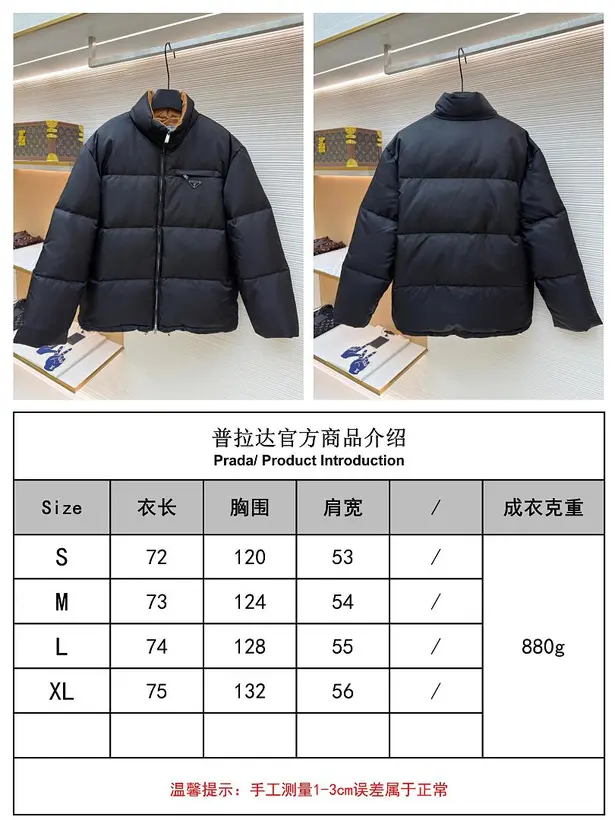 普拉达官方商品介绍
Prada/ Product Introduction
Size 衣长 胸围 肩宽 / 成衣克重
S 72 120 53 /
M 73 124 54 /
L 74 128 55 /
880g
XL 75 132 56 /
温馨提示：手工测量1-3cm误差属于正常